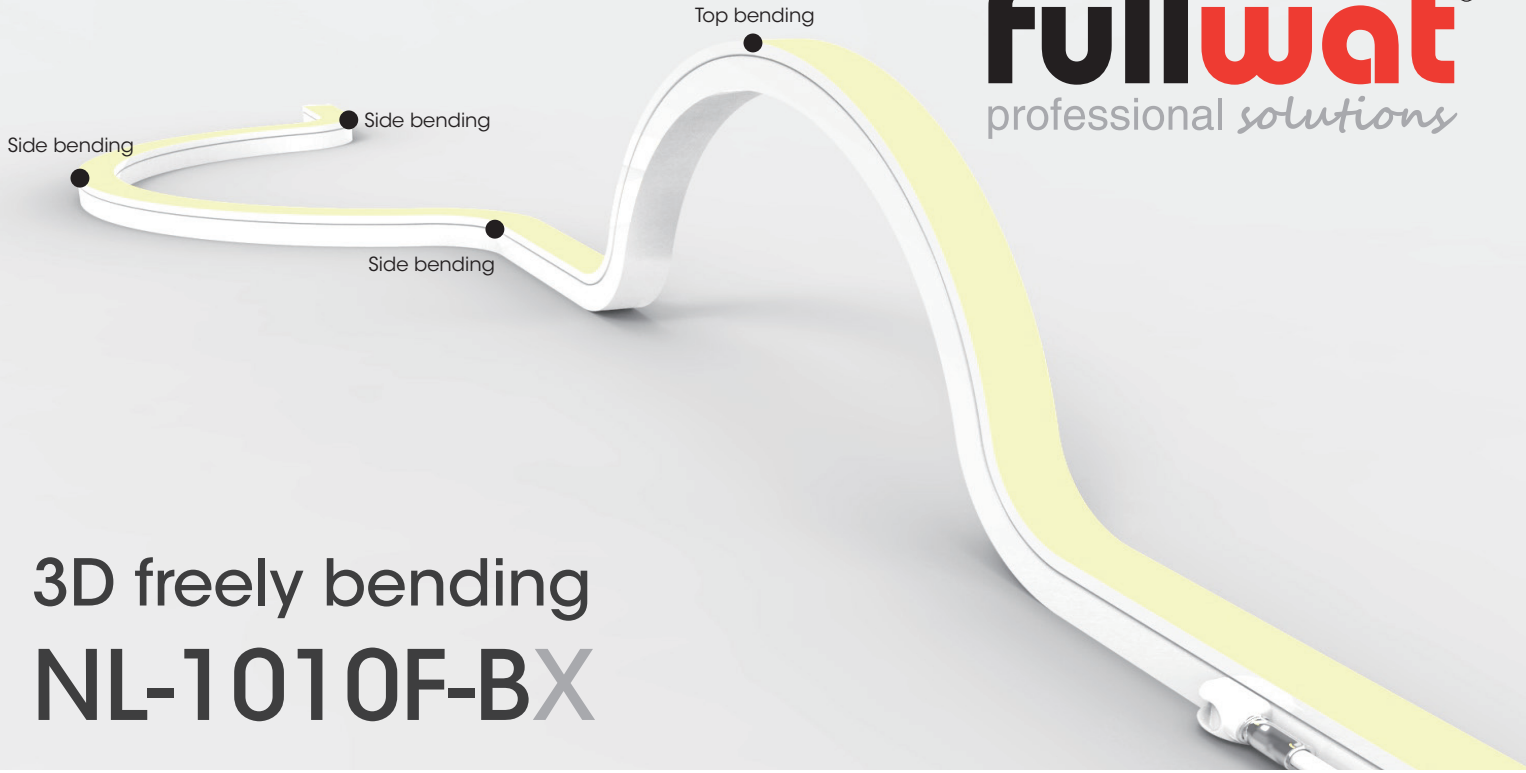 Top bending
fullwat
professional solutions
Side bending
Side bending
Side bending
3D freely bending
NL-1010F-BX